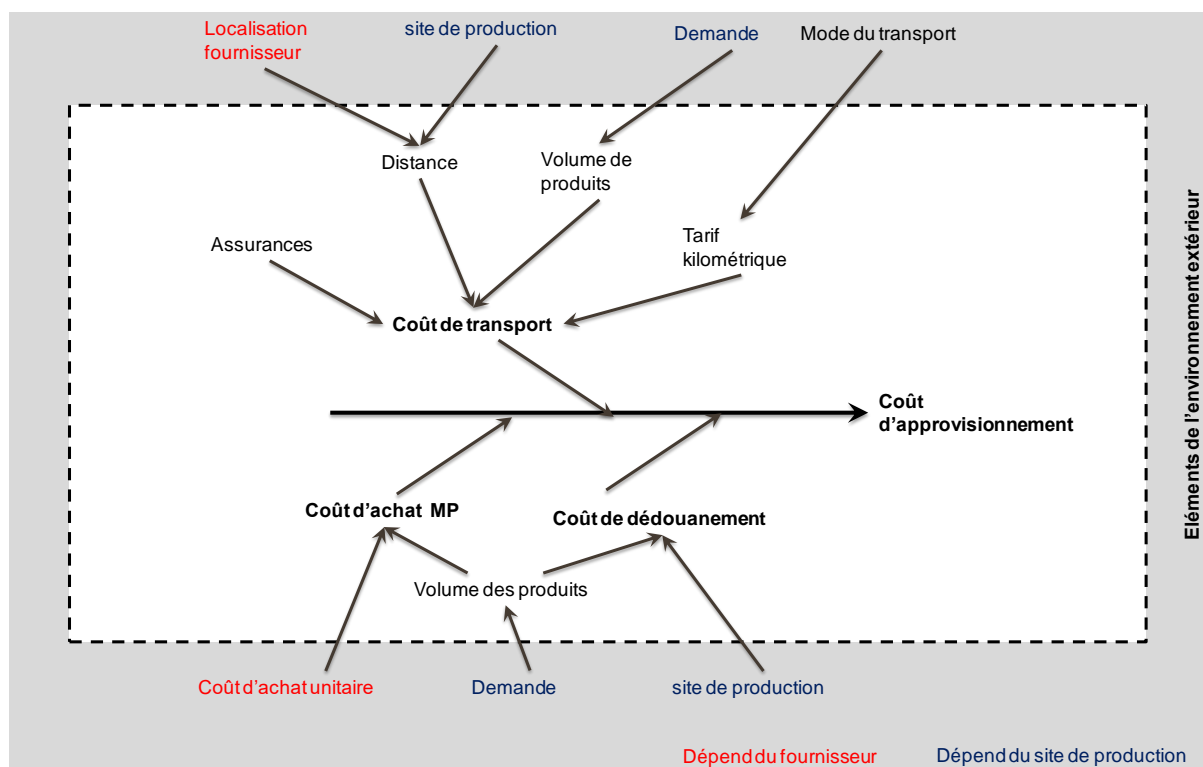 Localisation
fournisseur
site de production
Demande
Mode du transport
Distance
Volume de
produits
Assurances
Tarif
kilométrique
Coût de transport
Coût
d'approvisionnement
Coût d'achat MP
Coût de dédouanement
Volume des produits
Coût d'achat unitaire
Demande
site de production
Eléments de l'environnement extérieur
Dépend du fournisseur
Dépend du site de production